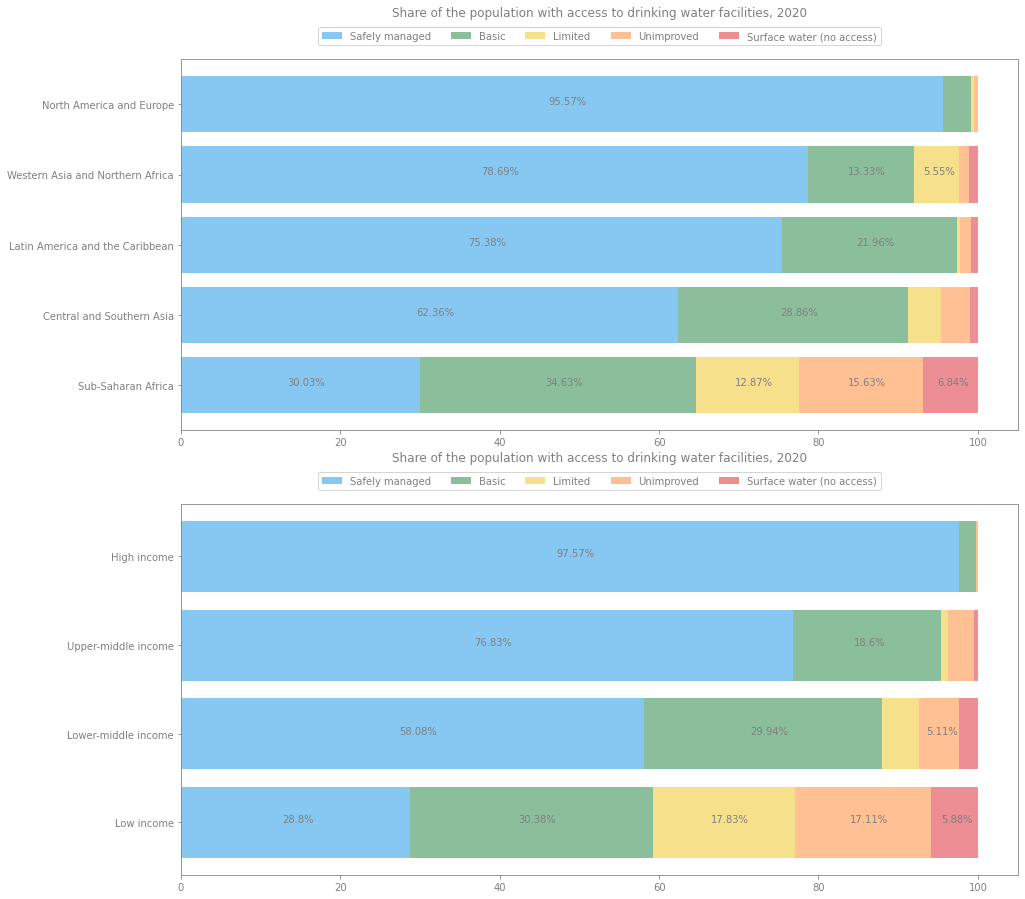 Share of the population with access to drinking water facilities, 2020
Safely managed Basic Limited Unimproved Surface water (no access)
North America and Europe 95.57%
Western Asia and Northern Africa 78.69% 13.33% 5.55%
Latin America and the Caribbean 75.38% 21.96%
Central and Southern Asia 62.36% 28.86%
Sub-Saharan Africa 30.03% 34.63% 12.87% 15.63% 6.84%
0 20 40 60 80 100
Share of the population with access to drinking water facilities, 2020
Safely managed Basic Limited Unimproved Surface water (no access)
High income 97.57%
Upper-middle income 76.83% 18.6%
Lower-middle income 58.08% 29.94% 5.11%
Low income 28.8% 30.38% 17.83% 17.11% 5.88%
0 20 40 60 80 100